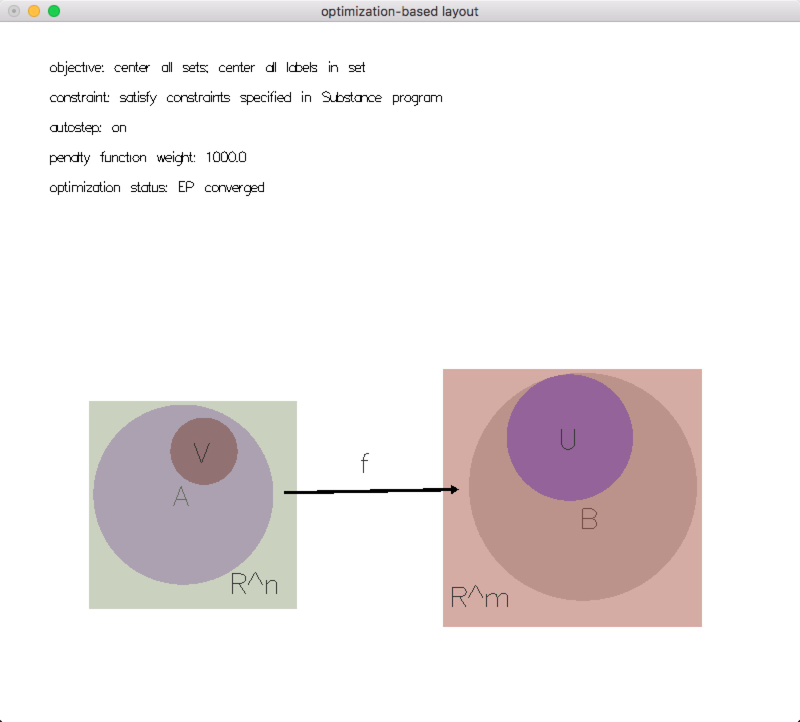 optimization-based layout
objective: center all sets; center all labels in set
constraint: satisfy constraints specified in Substance program
autostep: on
penalty function weight: 1000.0
optimization status: EP converged
V
A
R^n
f
U
B
R^m